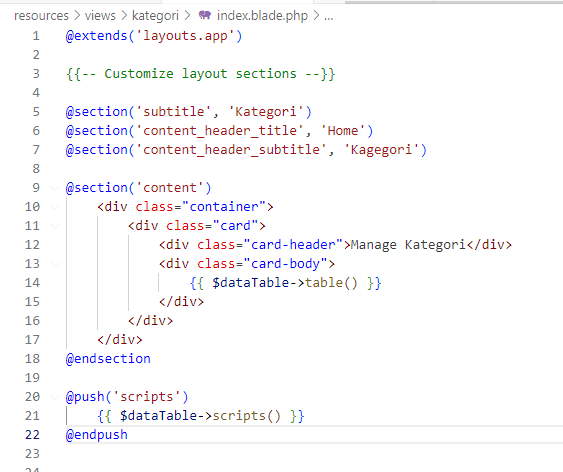 resources > views > kategori > index.blade.php > ...
1 @extends('layouts.app')
2
3 {{-- Customize layout sections --}}
4
5 @section('subtitle', 'Kategori')
6 @section('content_header_title', 'Home')
7 @section('content_header_subtitle', 'Kagegori')
8
9 @section('content')
10 <div class="container">
11 <div class="card">
12 <div class="card-header">Manage Kategori</div>
13 <div class="card-body">
14 {{ $dataTable->table() }}
15 </div>
16 </div>
17 </div>
18 @endsection
19
20 @push('scripts')
21 {{ $dataTable->scripts() }}
22 @endpush
23